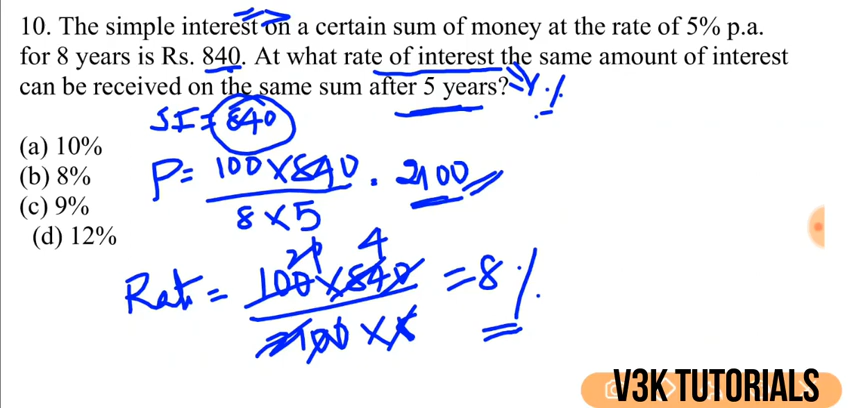 10. The simple interest on a certain sum of money at the rate of 5% p.a.
for 8 years is Rs. 840. At what rate of interest the same amount of interest
can be received on the same sum after 5 years? Y %
SI = 840
(a) 10%
(b) 8%
(c) 9%
(d) 12%
P = 100 × 840 / 8 × 5 . 2100
Rate = 100 × 840 / 2100 × 5 = 8 %
20 4
V3K TUTORIALS